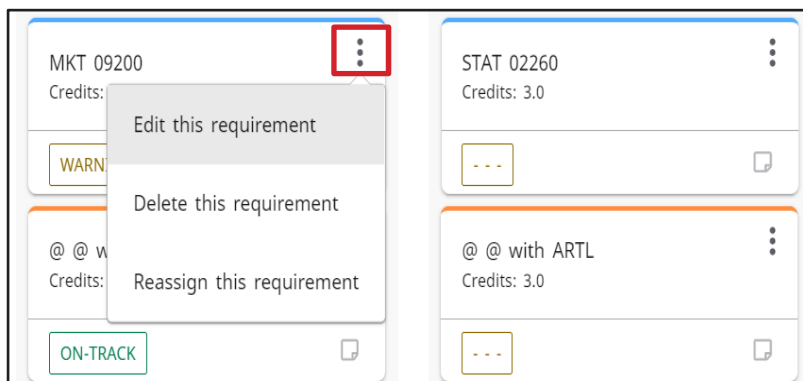 MKT 09200
Credits:
Edit this requirement
WARN
Delete this requirement
@ @ w
Credits:
Reassign this requirement
ON-TRACK
STAT 02260
Credits: 3.0
- - -
@ @ with ARTL
Credits: 3.0
- - -